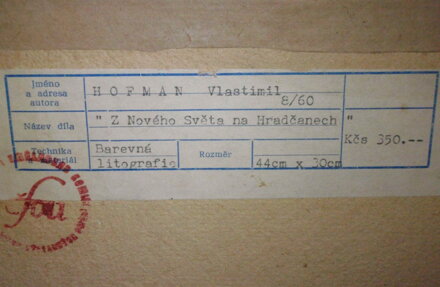 Jméno
a adresa
autora
HOFMAN Vlastimil
8/60
Název díla
" Z Nového Světa na Hradčanech "
Kčs 350.--
Technika
a materiál
Barevná
litografie
Rozměr
44cm x 30cm